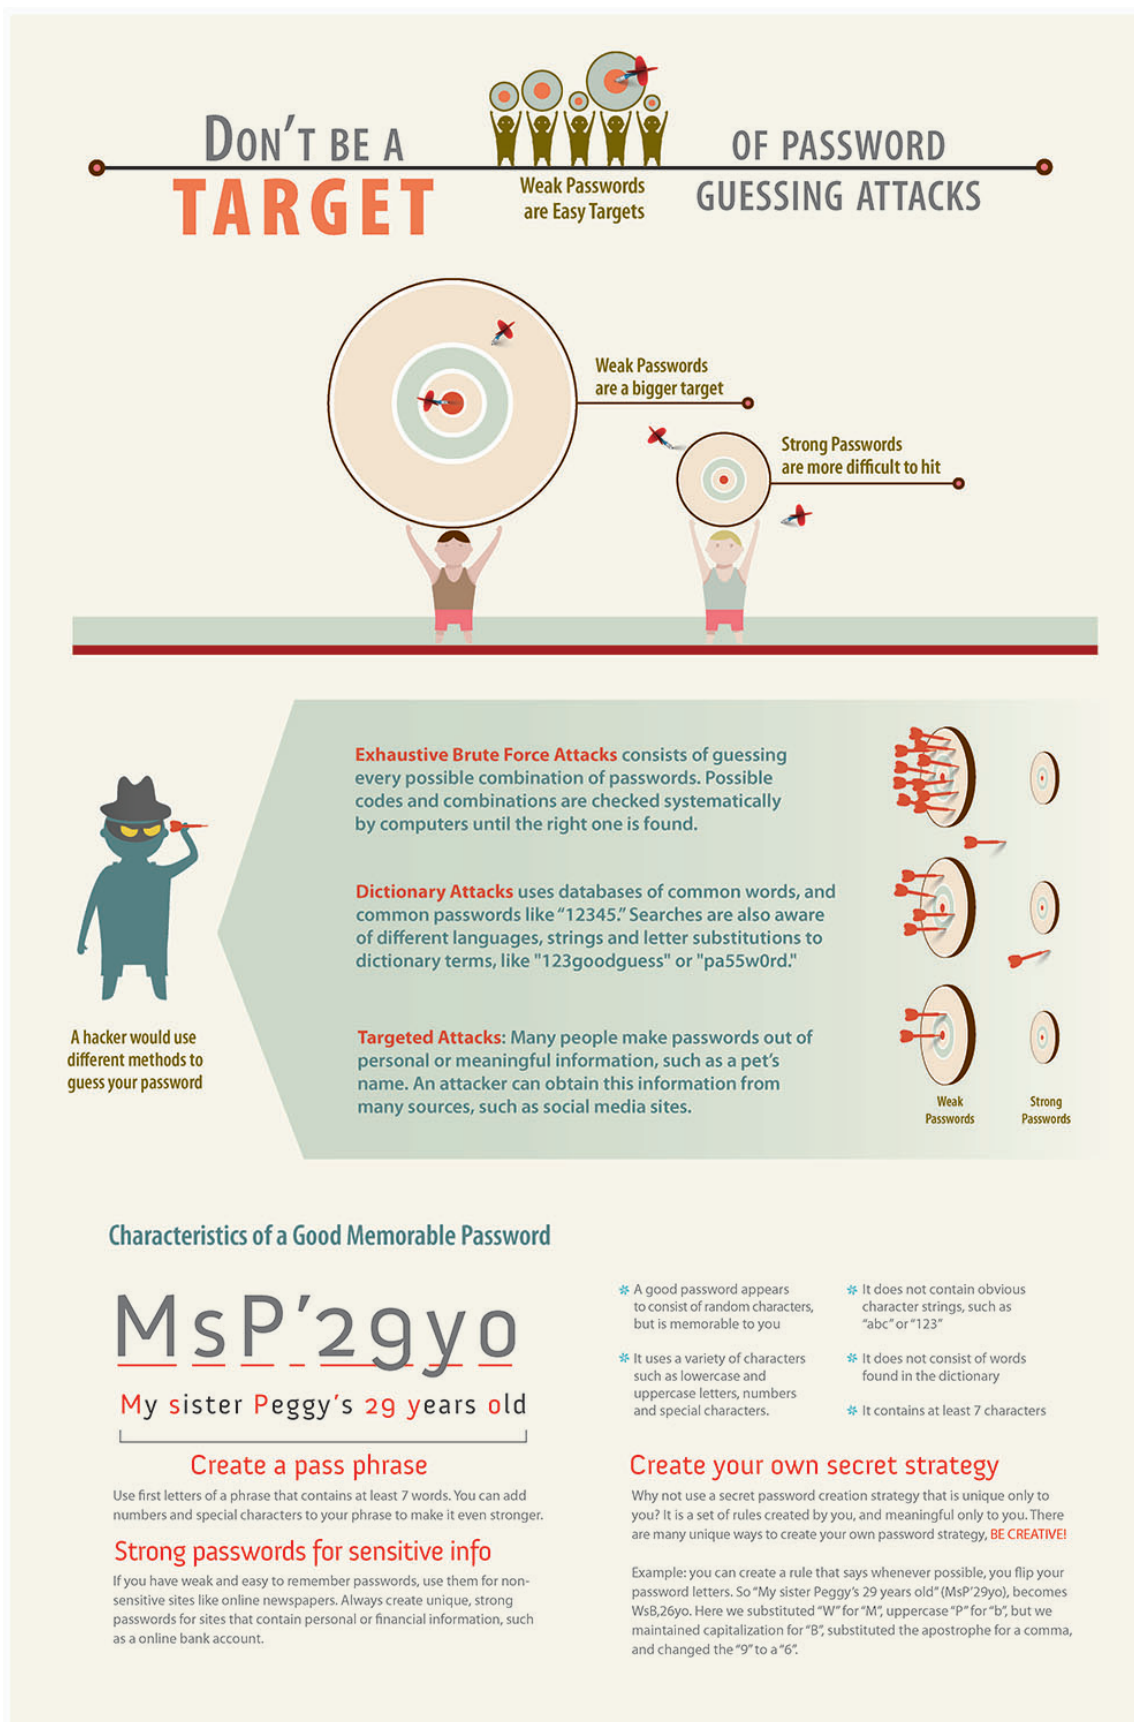 DON'T BE A
TARGET
Weak Passwords
are Easy Targets
OF PASSWORD
GUESSING ATTACKS
Weak Passwords
are a bigger target
Strong Passwords
are more difficult to hit
A hacker would use
different methods to
guess your password
Exhaustive Brute Force Attacks consists of guessing
every possible combination of passwords. Possible
codes and combinations are checked systematically
by computers until the right one is found.
Dictionary Attacks uses databases of common words, and
common passwords like "12345." Searches are also aware
of different languages, strings and letter substitutions to
dictionary terms, like "123goodguess" or "pa55w0rd."
Targeted Attacks: Many people make passwords out of
personal or meaningful information, such as a pet's
name. An attacker can obtain this information from
many sources, such as social media sites.
Weak
Passwords
Strong
Passwords
Characteristics of a Good Memorable Password
MsP'29yo
My sister Peggy's 29 years old
Create a pass phrase
Use first letters of a phrase that contains at least 7 words. You can add
numbers and special characters to your phrase to make it even stronger.
Strong passwords for sensitive info
If you have weak and easy to remember passwords, use them for non-
sensitive sites like online newspapers. Always create unique, strong
passwords for sites that contain personal or financial information, such
as a online bank account.
A good password appears
to consist of random characters,
but is memorable to you
It uses a variety of characters
such as lowercase and
uppercase letters, numbers
and special characters.
It does not contain obvious
character strings, such as
"abc" or "123"
It does not consist of words
found in the dictionary
It contains at least 7 characters
Create your own secret strategy
Why not use a secret password creation strategy that is unique only to
you? It is a set of rules created by you, and meaningful only to you. There
are many unique ways to create your own password strategy, BE CREATIVE!
Example: you can create a rule that says whenever possible, you flip your
password letters. So "My sister Peggy's 29 years old" (MsP'29yo), becomes
WsB,26yo. Here we substituted "W" for "M", uppercase "P" for "b", but we
maintained capitalization for "B", substituted the apostrophe for a comma,
and changed the "9" to a "6".